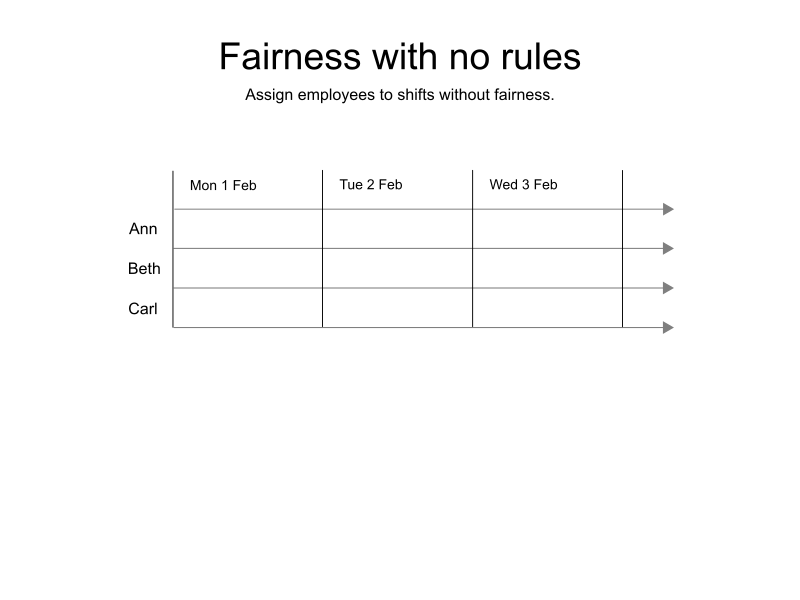 Fairness with no rules
Assign employees to shifts without fairness.
Mon 1 Feb
Tue 2 Feb
Wed 3 Feb
Ann
Beth
Carl